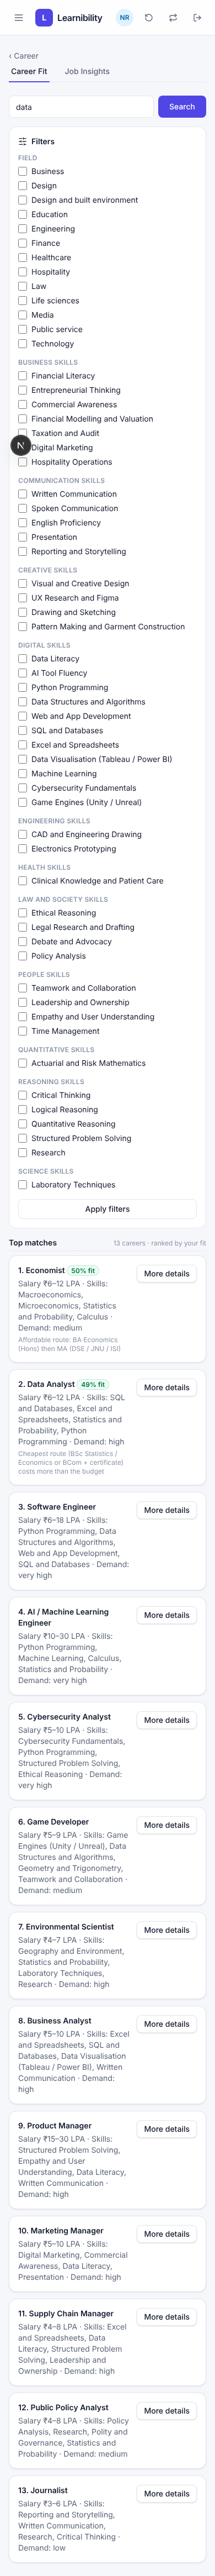 L Learnibility NR
‹ Career
Career Fit Job Insights
data Search
Filters
FIELD
Business
Design
Design and built environment
Education
Engineering
Finance
Healthcare
Hospitality
Law
Life sciences
Media
Public service
Technology
BUSINESS SKILLS
Financial Literacy
Entrepreneurial Thinking
Commercial Awareness
Financial Modelling and Valuation
Taxation and Audit
N Digital Marketing
Hospitality Operations
COMMUNICATION SKILLS
Written Communication
Spoken Communication
English Proficiency
Presentation
Reporting and Storytelling
CREATIVE SKILLS
Visual and Creative Design
UX Research and Figma
Drawing and Sketching
Pattern Making and Garment Construction
DIGITAL SKILLS
Data Literacy
AI Tool Fluency
Python Programming
Data Structures and Algorithms
Web and App Development
SQL and Databases
Excel and Spreadsheets
Data Visualisation (Tableau / Power BI)
Machine Learning
Cybersecurity Fundamentals
Game Engines (Unity / Unreal)
ENGINEERING SKILLS
CAD and Engineering Drawing
Electronics Prototyping
HEALTH SKILLS
Clinical Knowledge and Patient Care
LAW AND SOCIETY SKILLS
Ethical Reasoning
Legal Research and Drafting
Debate and Advocacy
Policy Analysis
PEOPLE SKILLS
Teamwork and Collaboration
Leadership and Ownership
Empathy and User Understanding
Time Management
QUANTITATIVE SKILLS
Actuarial and Risk Mathematics
REASONING SKILLS
Critical Thinking
Logical Reasoning
Quantitative Reasoning
Structured Problem Solving
Research
SCIENCE SKILLS
Laboratory Techniques
Apply filters
Top matches 13 careers · ranked by your fit
1. Economist 50% fit More details
Salary ₹6–12 LPA · Skills:
Macroeconomics,
Microeconomics, Statistics
and Probability, Calculus ·
Demand: medium
Affordable route: BA Economics
(Hons) then MA (DSE / JNU / ISI)
2. Data Analyst 49% fit More details
Salary ₹6–12 LPA · Skills: SQL
and Databases, Excel and
Spreadsheets, Statistics and
Probability, Python
Programming · Demand: high
Cheapest route (BSc Statistics /
Economics or BCom + certificate)
costs more than the budget
3. Software Engineer More details
Salary ₹6–18 LPA · Skills:
Python Programming, Data
Structures and Algorithms,
Web and App Development,
SQL and Databases · Demand:
very high
4. AI / Machine Learning More details
Engineer
Salary ₹10–30 LPA · Skills:
Python Programming,
Machine Learning, Calculus,
Statistics and Probability ·
Demand: very high
5. Cybersecurity Analyst More details
Salary ₹5–10 LPA · Skills:
Cybersecurity Fundamentals,
Python Programming,
Structured Problem Solving,
Ethical Reasoning · Demand:
very high
6. Game Developer More details
Salary ₹5–9 LPA · Skills: Game
Engines (Unity / Unreal), Data
Structures and Algorithms,
Geometry and Trigonometry,
Teamwork and Collaboration ·
Demand: medium
7. Environmental Scientist More details
Salary ₹4–7 LPA · Skills:
Geography and Environment,
Statistics and Probability,
Laboratory Techniques,
Research · Demand: high
8. Business Analyst More details
Salary ₹5–10 LPA · Skills: Excel
and Spreadsheets, SQL and
Databases, Data Visualisation
(Tableau / Power BI), Written
Communication · Demand:
high
9. Product Manager More details
Salary ₹15–30 LPA · Skills:
Structured Problem Solving,
Empathy and User
Understanding, Data Literacy,
Written Communication ·
Demand: high
10. Marketing Manager More details
Salary ₹5–10 LPA · Skills:
Digital Marketing, Commercial
Awareness, Data Literacy,
Presentation · Demand: high
11. Supply Chain Manager More details
Salary ₹4–8 LPA · Skills: Excel
and Spreadsheets, Data
Literacy, Structured Problem
Solving, Leadership and
Ownership · Demand: high
12. Public Policy Analyst More details
Salary ₹4–8 LPA · Skills: Policy
Analysis, Research, Polity and
Governance, Statistics and
Probability · Demand: medium
13. Journalist More details
Salary ₹3–6 LPA · Skills:
Reporting and Storytelling,
Written Communication,
Research, Critical Thinking ·
Demand: low